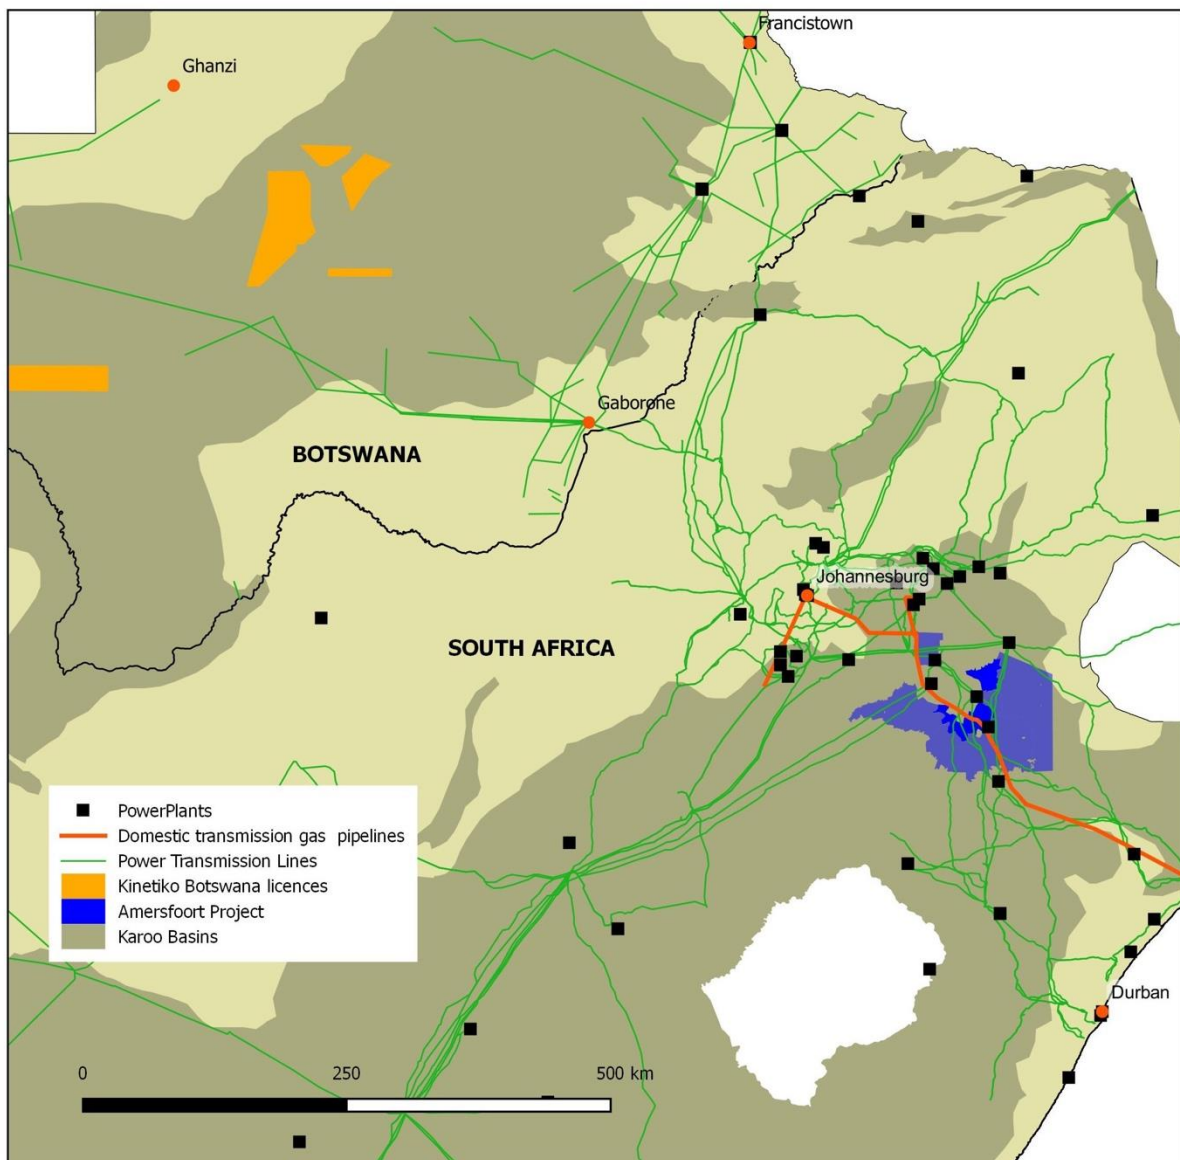 Francistown
Ghanzi
Gaborone
BOTSWANA
Johannesburg
SOUTH AFRICA
PowerPlants
Domestic transmission gas pipelines
Power Transmission Lines
Kinetiko Botswana licences
Amersfoort Project
Karoo Basins
Durban
0 250 500 km